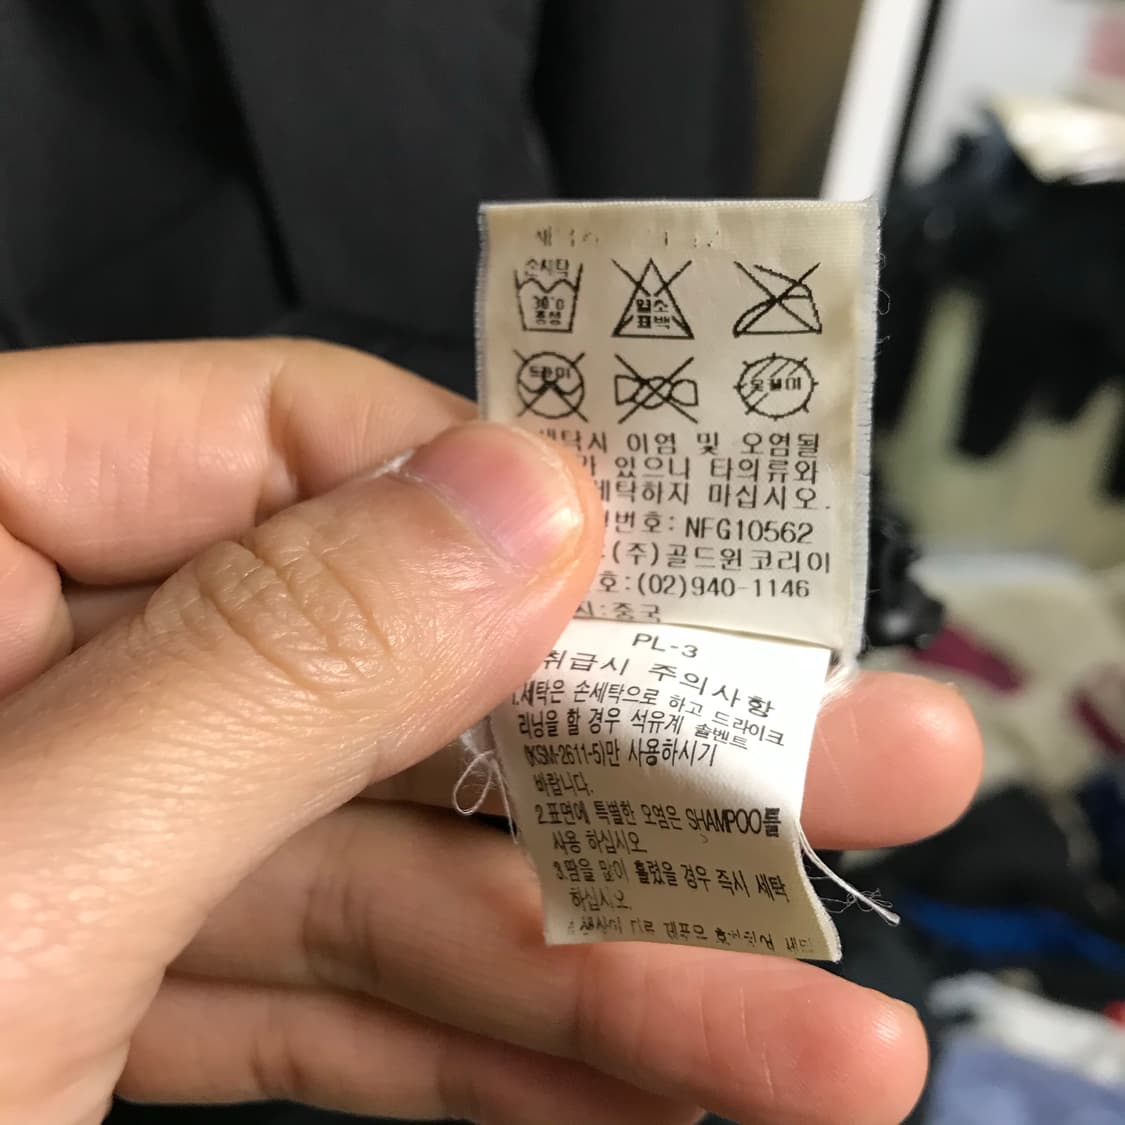 손세탁
30.0
중성
염소
표백
드라이
옷걸이
세탁시 이염 및 오염될
가 있으니 타의류와
세탁하지 마십시오.
번호: NFG10562
(주)골드윈코리아
호:(02)940-1146
지:중국
PL-3
취급시 주의사항
1.세탁은 손세탁으로 하고 드라이크
리닝을 할 경우 석유계 솔벤트
(KSM-2611-5)만 사용하시기
바랍니다.
2.표면에 특별한 오염은 SHAMPOO를
사용 하십시오
3.땀을 많이 흘렸을 경우 즉시 세탁
하십시오.